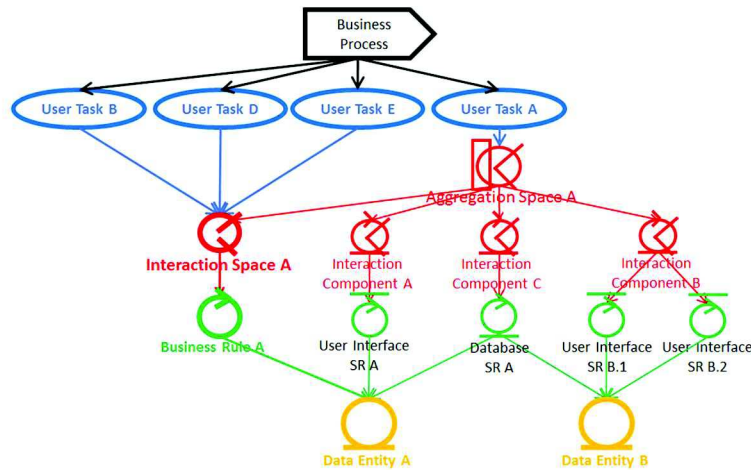 Business
Process
User Task B
User Task D
User Task E
User Task A
Aggregation Space A
Interaction Space A
Interaction
Component A
Interaction
Component C
Interaction
Component B
Business Rule A
User Interface
SR A
Database
SR A
User Interface
SR B.1
User Interface
SR B.2
Data Entity A
Data Entity B